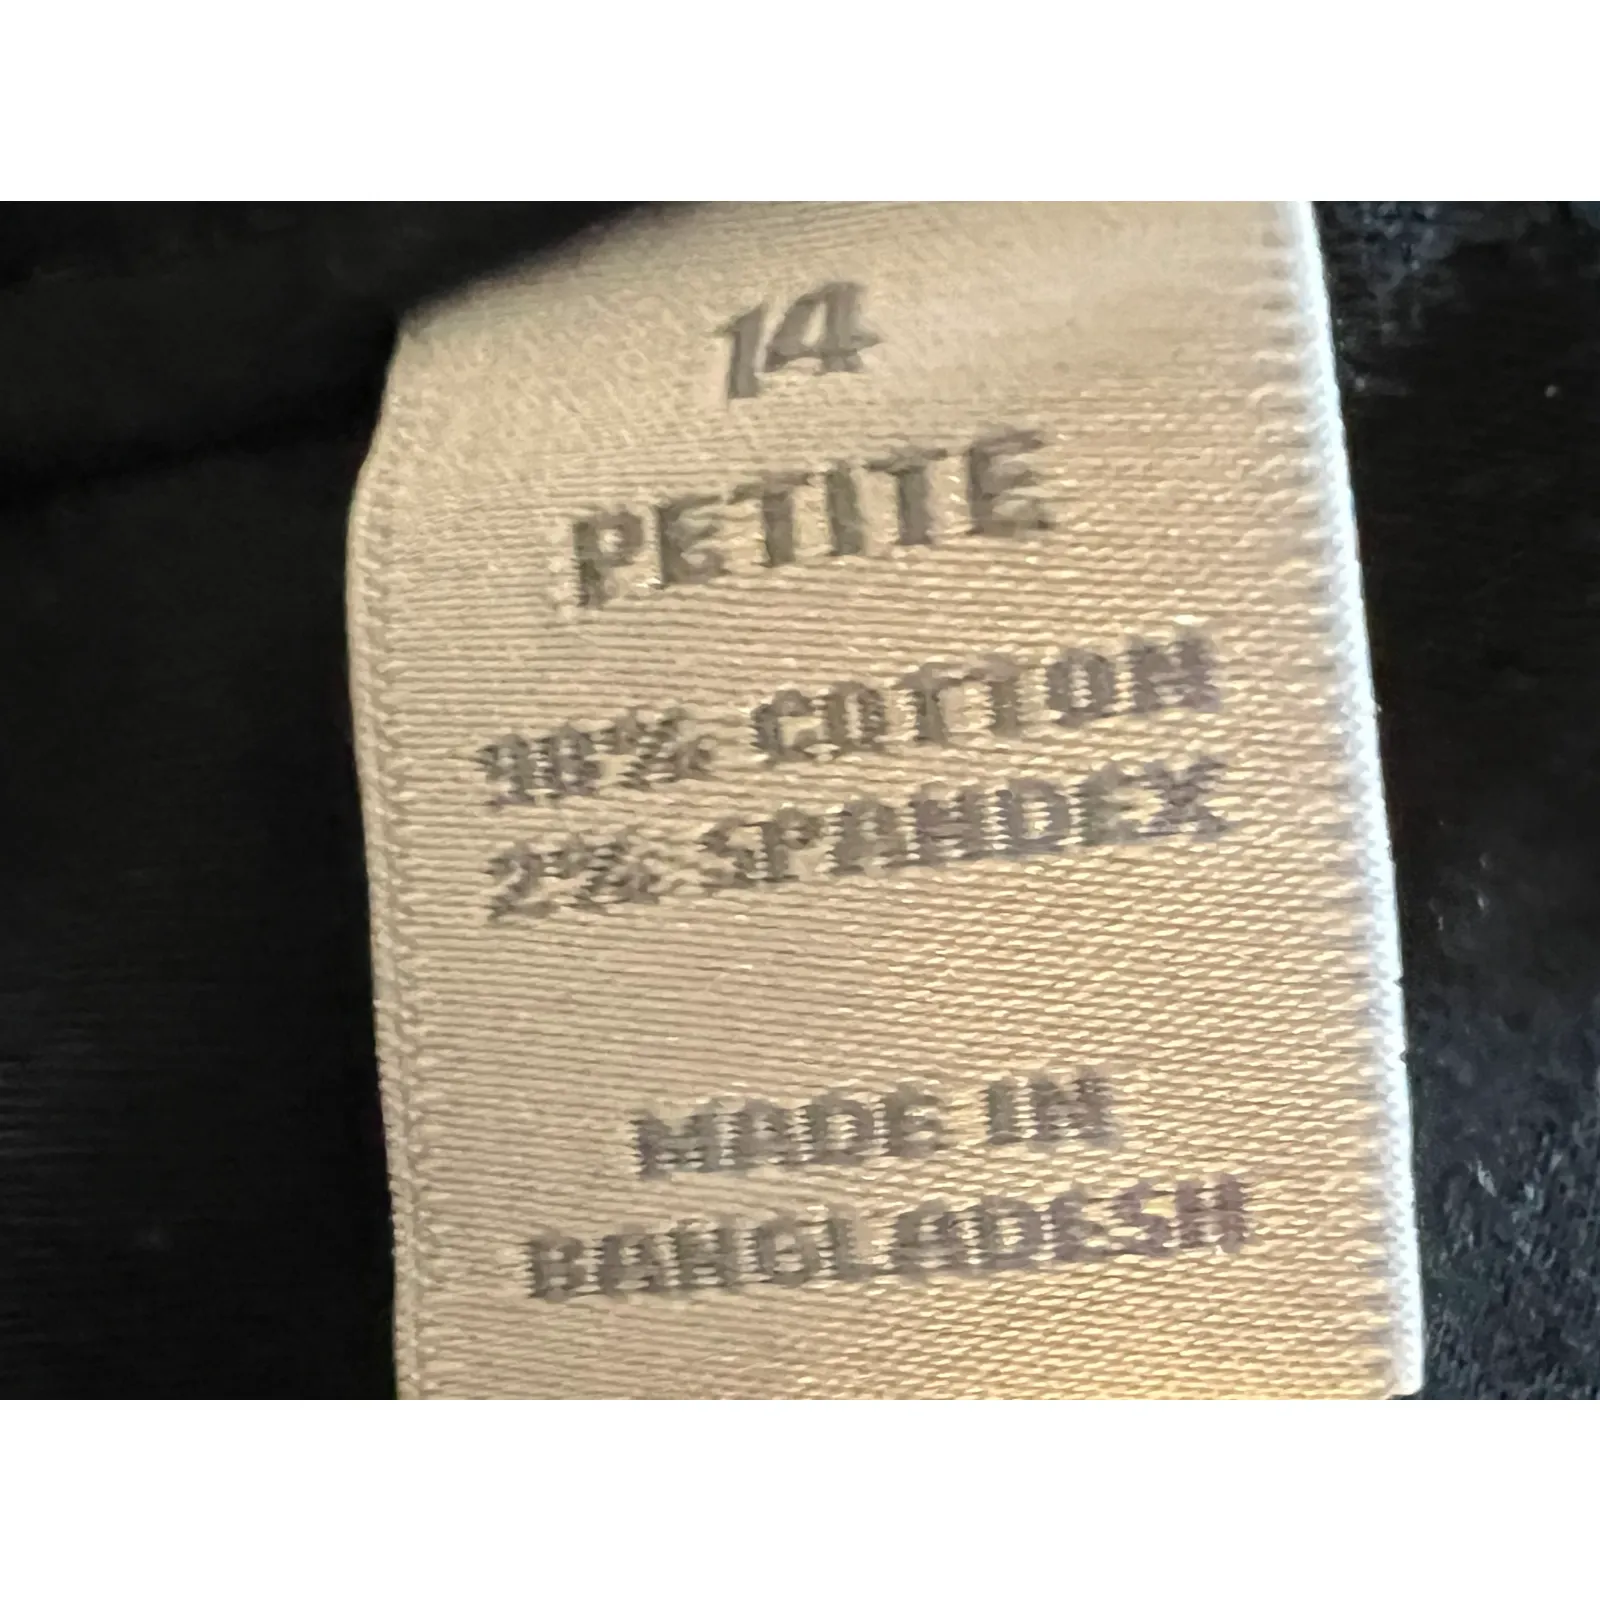 14
PETITE
98% COTTON
2% SPANDEX
MADE IN
BANGLADESH